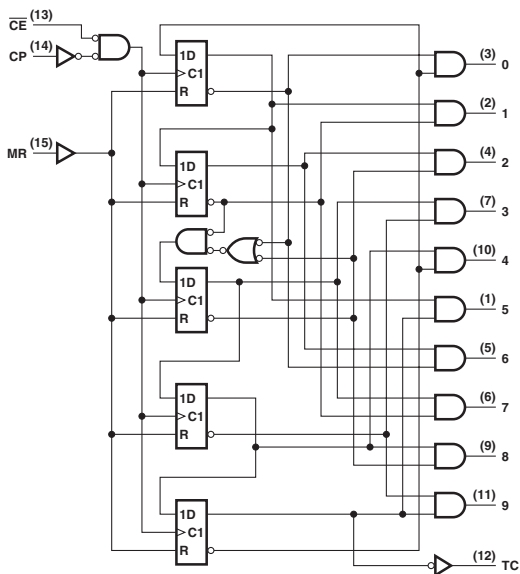 C̅E̅ (13)
CP (14)
MR (15)
1D
C1
R
1D
C1
R
1D
C1
R
1D
C1
R
1D
C1
R
(3) 0
(2) 1
(4) 2
(7) 3
(10) 4
(1) 5
(5) 6
(6) 7
(9) 8
(11) 9
(12) TC